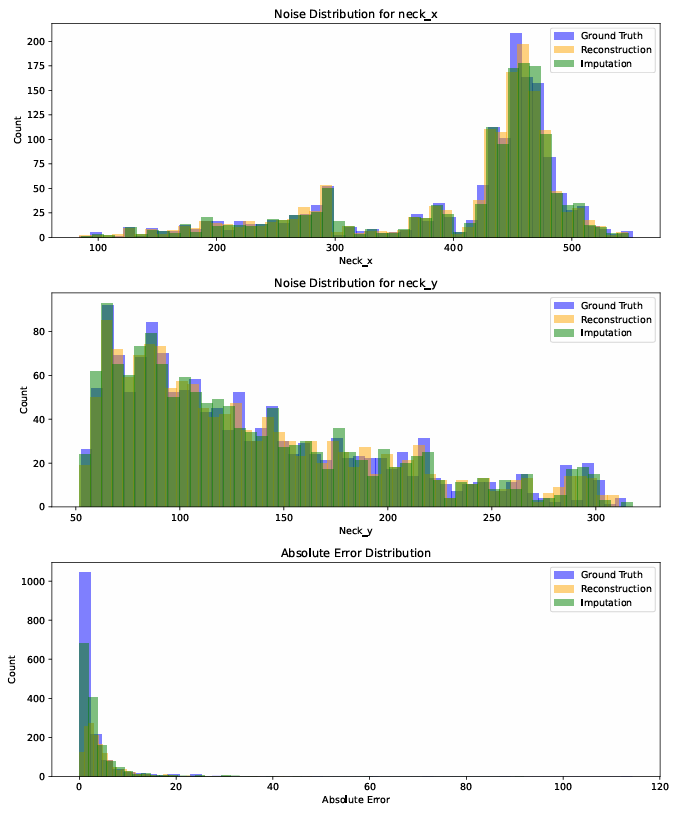 Noise Distribution for neck_x
200
175
150
125
100
75
50
25
0
Count
Ground Truth
Reconstruction
Imputation
100 200 300 400 500
Neck_x
Noise Distribution for neck_y
80
60
40
20
0
Count
Ground Truth
Reconstruction
Imputation
50 100 150 200 250 300
Neck_y
Absolute Error Distribution
1000
800
600
400
200
0
Count
Ground Truth
Reconstruction
Imputation
0 20 40 60 80 100 120
Absolute Error